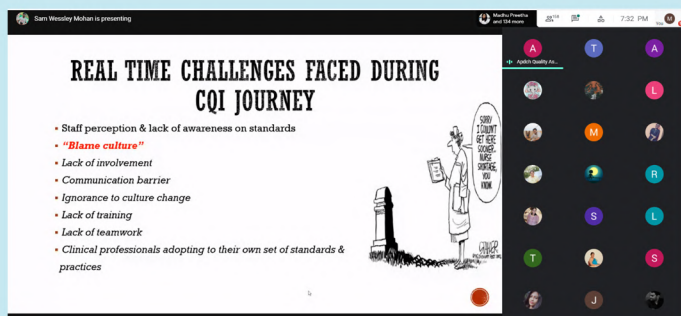 Sam Wessley Mohan is presenting
Madhu Preetha
and 134 more
7:32 PM
REAL TIME CHALLENGES FACED DURING
CQI JOURNEY
Staff perception & lack of awareness on standards
“Blame culture”
Lack of involvement
Communication barrier
Ignorance to culture change
Lack of training
Lack of teamwork
Clinical professionals adopting to their own set of standards &
practices
SORRY
I COULDN'T
GET HERE
SOONER..
NURSE
SHORTAGE,
YOU
KNOW.
A
T
A
Apdch Quality As...
L
M
R
S
L
T
S
J